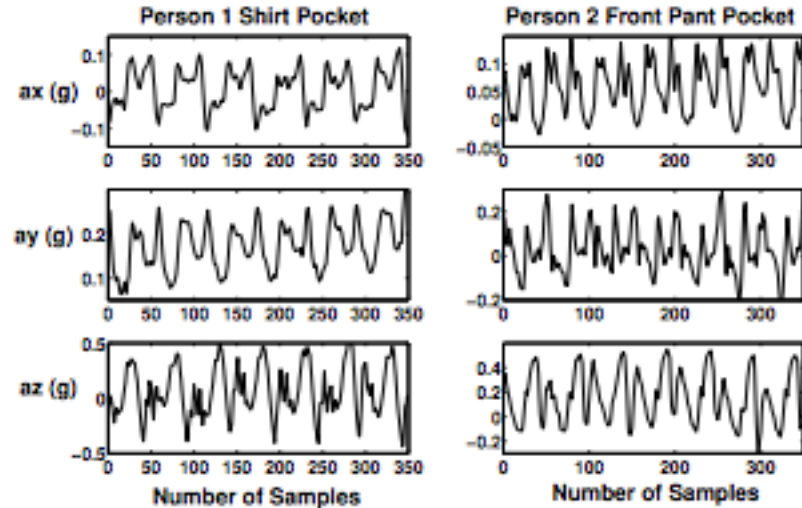 Person 1 Shirt Pocket
Person 2 Front Pant Pocket
ax (g)
0.1
0
-0.1
0 50 100 150 200 250 300 350
0.1
0.05
0
-0.05
0 100 200 300
ay (g)
0.2
0.1
0 50 100 150 200 250 300 350
0.2
0
-0.2
0 100 200 300
az (g)
0.5
0
-0.5
0 50 100 150 200 250 300 350
0.4
0.2
0
-0.2
0 100 200 300
Number of Samples
Number of Samples